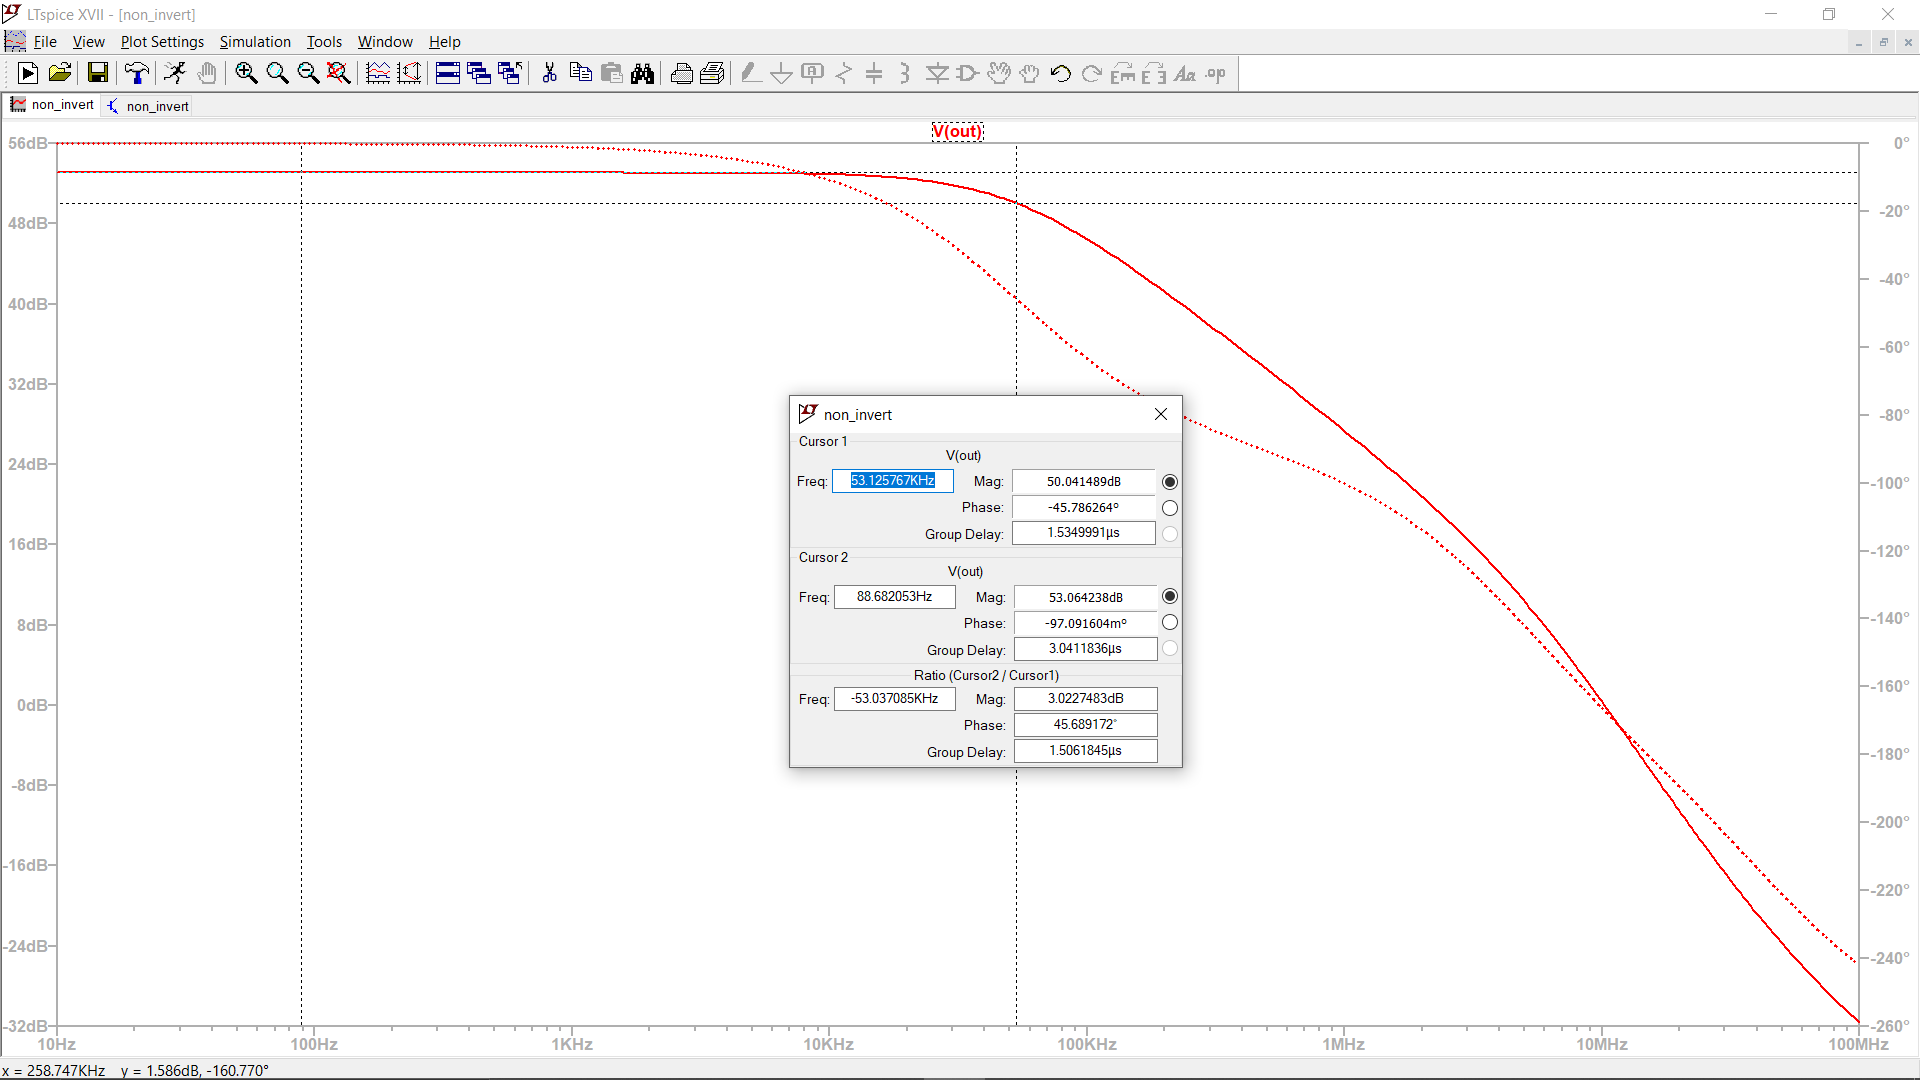 LTspice XVII - [non_invert]
File View Plot Settings Simulation Tools Window Help
non_invert non_invert
V(out)
56dB
48dB
40dB
32dB
24dB
16dB
8dB
0dB
-8dB
-16dB
-24dB
-32dB
0°
-20°
-40°
-60°
-80°
-100°
-120°
-140°
-160°
-180°
-200°
-220°
-240°
-260°
10Hz 100Hz 1KHz 10KHz 100KHz 1MHz 10MHz 100MHz
non_invert
Cursor 1
V(out)
Freq: 53.125767KHz Mag: 50.041489dB
Phase: -45.786264°
Group Delay: 1.5349991µs
Cursor 2
V(out)
Freq: 88.682053Hz Mag: 53.064238dB
Phase: -97.091604m°
Group Delay: 3.0411836µs
Ratio (Cursor2 / Cursor1)
Freq: -53.037085KHz Mag: 3.0227483dB
Phase: 45.689172°
Group Delay: 1.5061845µs
x = 258.747KHz y = 1.586dB, -160.770°